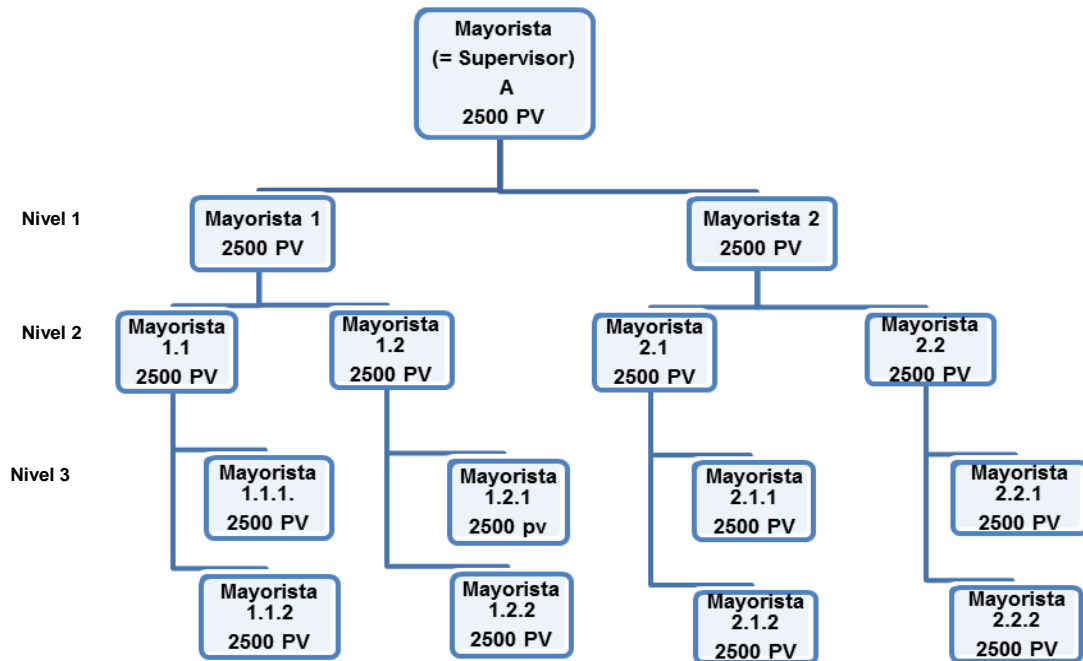 Mayorista
(= Supervisor)
A
2500 PV
Nivel 1
Mayorista 1
2500 PV
Mayorista 2
2500 PV
Nivel 2
Mayorista
1.1
2500 PV
Mayorista
1.2
2500 PV
Mayorista
2.1
2500 PV
Mayorista
2.2
2500 PV
Nivel 3
Mayorista
1.1.1.
2500 PV
Mayorista
1.2.1
2500 pv
Mayorista
2.1.1
2500 PV
Mayorista
2.2.1
2500 PV
Mayorista
1.1.2
2500 PV
Mayorista
1.2.2
2500 PV
Mayorista
2.1.2
2500 PV
Mayorista
2.2.2
2500 PV